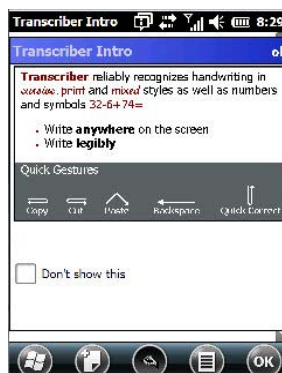 Transcriber Intro 8:29
Transcriber Intro ok
Transcriber reliably recognizes handwriting in
cursive, print and mixed styles as well as numbers
and symbols 32-6+74=
• Write anywhere on the screen
• Write legibly
Quick Gestures
Copy Cut Paste Backspace Quick Correct
Don't show this
OK